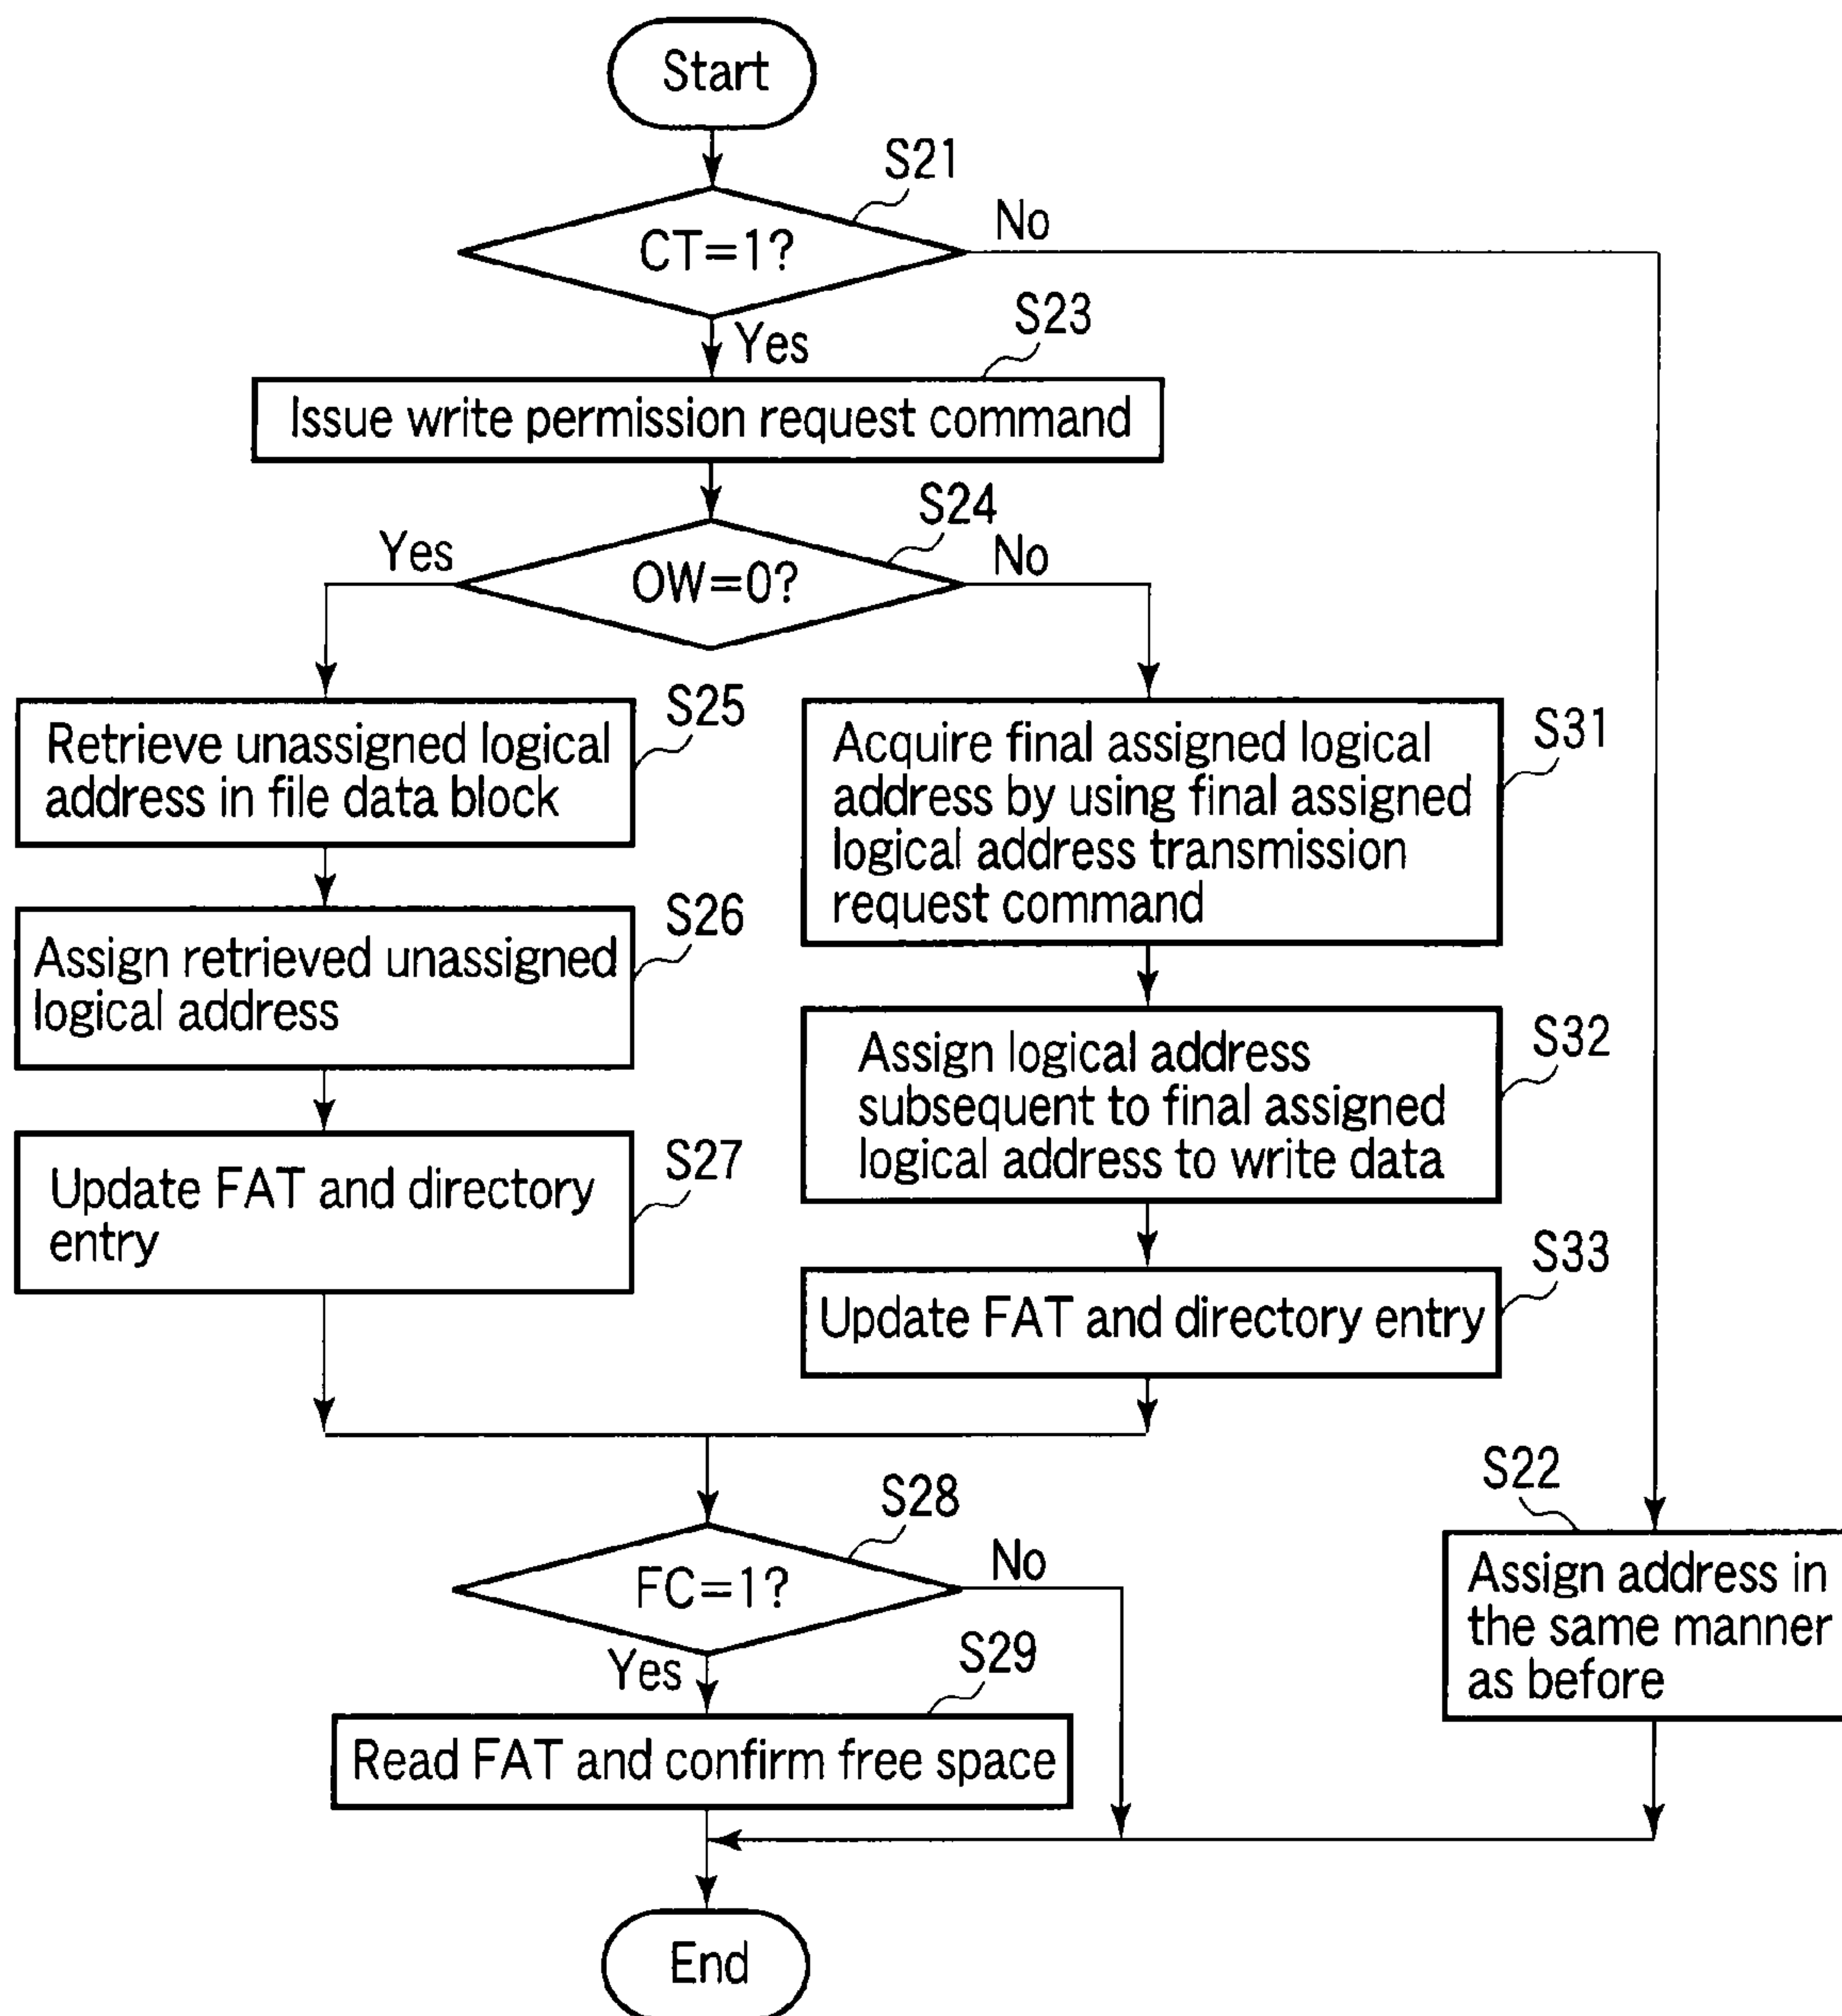 Start
S21
CT=1?
No
Yes
S23
Issue write permission request command
S24
Yes
OW=0?
No
S25
Retrieve unassigned logical
address in file data block
S31
Acquire final assigned logical
address by using final assigned
logical address transmission
request command
S26
Assign retrieved unassigned
logical address
S32
Assign logical address
subsequent to final assigned
logical address to write data
S27
Update FAT and directory
entry
S33
Update FAT and directory entry
S28
FC=1?
No
S22
Assign address in
the same manner
as before
Yes
S29
Read FAT and confirm free space
End